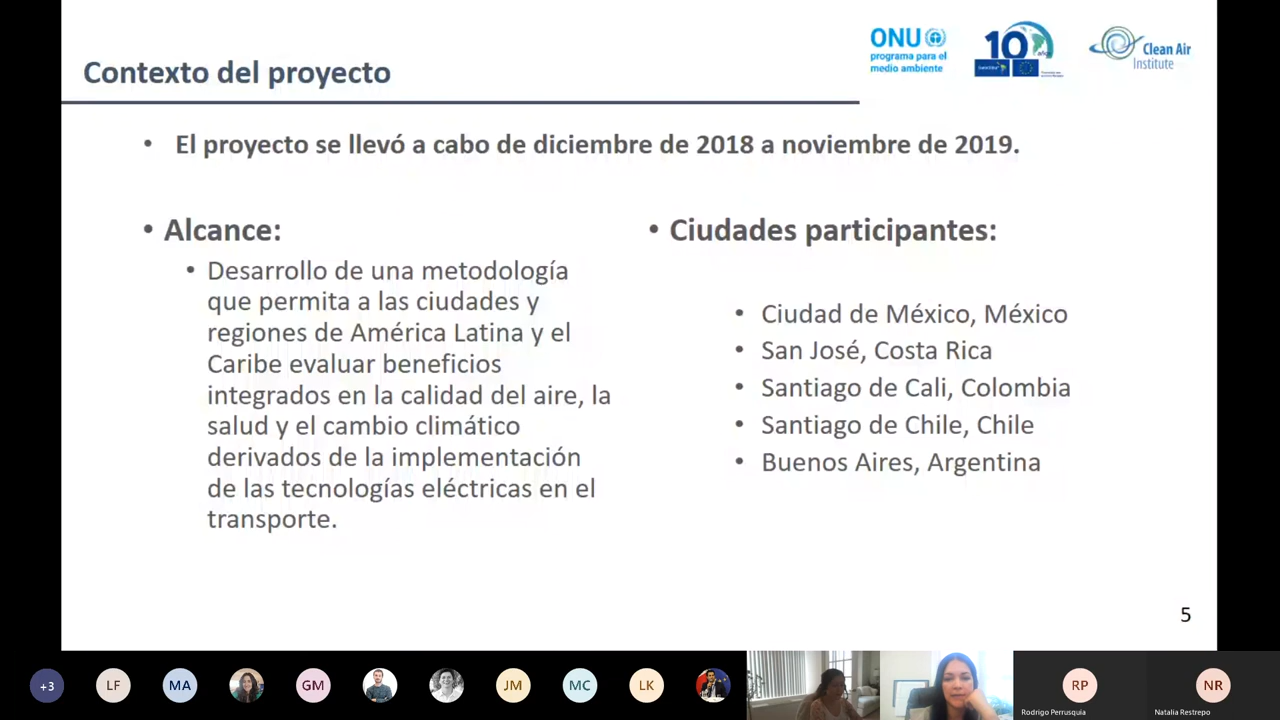 Contexto del proyecto
ONU
programa para el
medio ambiente
10
años
Clean Air
Institute
• El proyecto se llevó a cabo de diciembre de 2018 a noviembre de 2019.
• Alcance:
• Desarrollo de una metodología
que permita a las ciudades y
regiones de América Latina y el
Caribe evaluar beneficios
integrados en la calidad del aire, la
salud y el cambio climático
derivados de la implementación
de las tecnologías eléctricas en el
transporte.
• Ciudades participantes:
• Ciudad de México, México
• San José, Costa Rica
• Santiago de Cali, Colombia
• Santiago de Chile, Chile
• Buenos Aires, Argentina
5
+3
LF
MA
GM
JM
MC
LK
RP
Rodrigo Perrusquia
NR
Natalia Restrepo